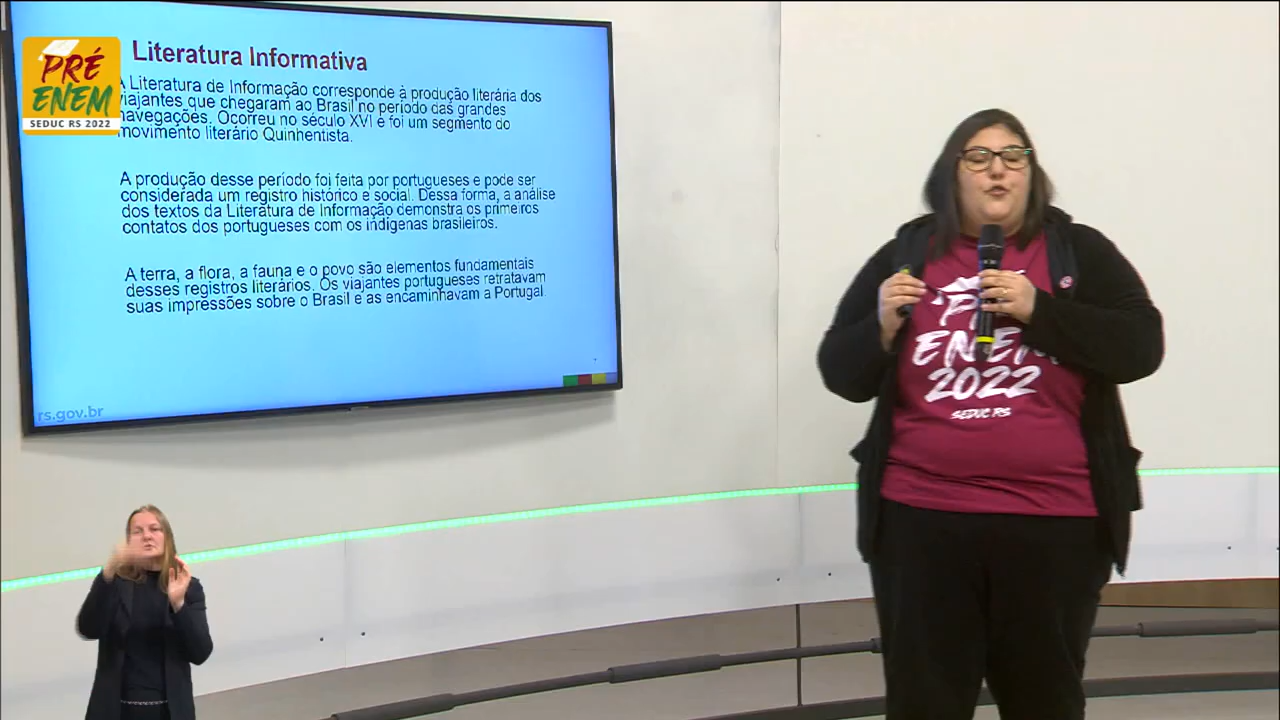 PRÉ
ENEM
SEDUC RS 2022
Literatura Informativa
A Literatura de Informação corresponde à produção literária dos
viajantes que chegaram ao Brasil no período das grandes
navegações. Ocorreu no século XVI e foi um segmento do
movimento literário Quinhentista.
A produção desse período foi feita por portugueses e pode ser
considerada um registro histórico e social. Dessa forma, a análise
dos textos da Literatura de Informação demonstra os primeiros
contatos dos portugueses com os indígenas brasileiros.
A terra, a flora, a fauna e o povo são elementos fundamentais
desses registros literários. Os viajantes portugueses retratavam
suas impressões sobre o Brasil e as encaminhavam a Portugal.
rs.gov.br
ENEM
2022
SEDUC RS